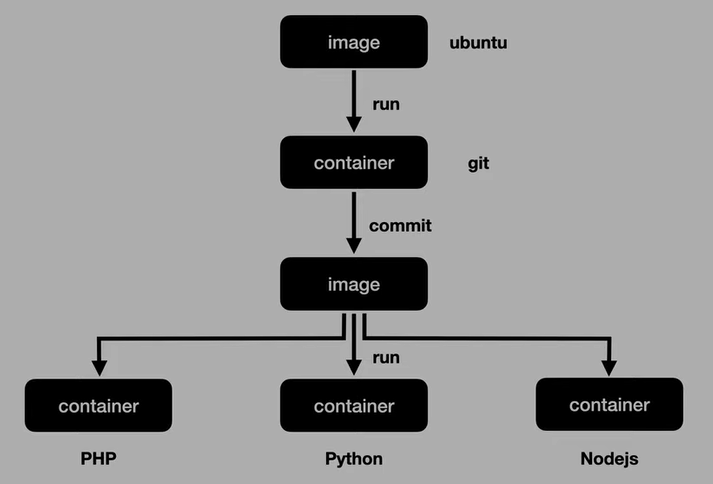 image ubuntu
run
container git
commit
image
run
container container container
PHP Python Nodejs